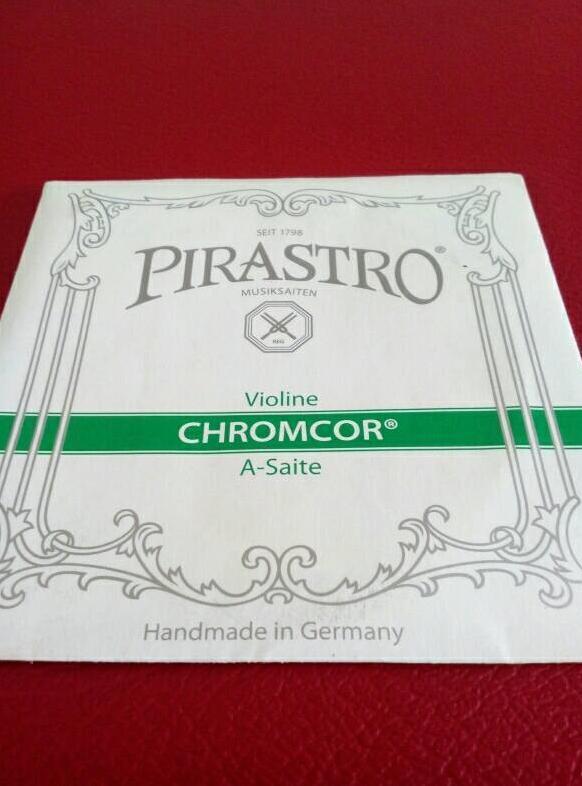 SEIT 1798
PIRASTRO®
MUSIKSAITEN
REG
Violine
CHROMCOR®
A-Saite
Handmade in Germany